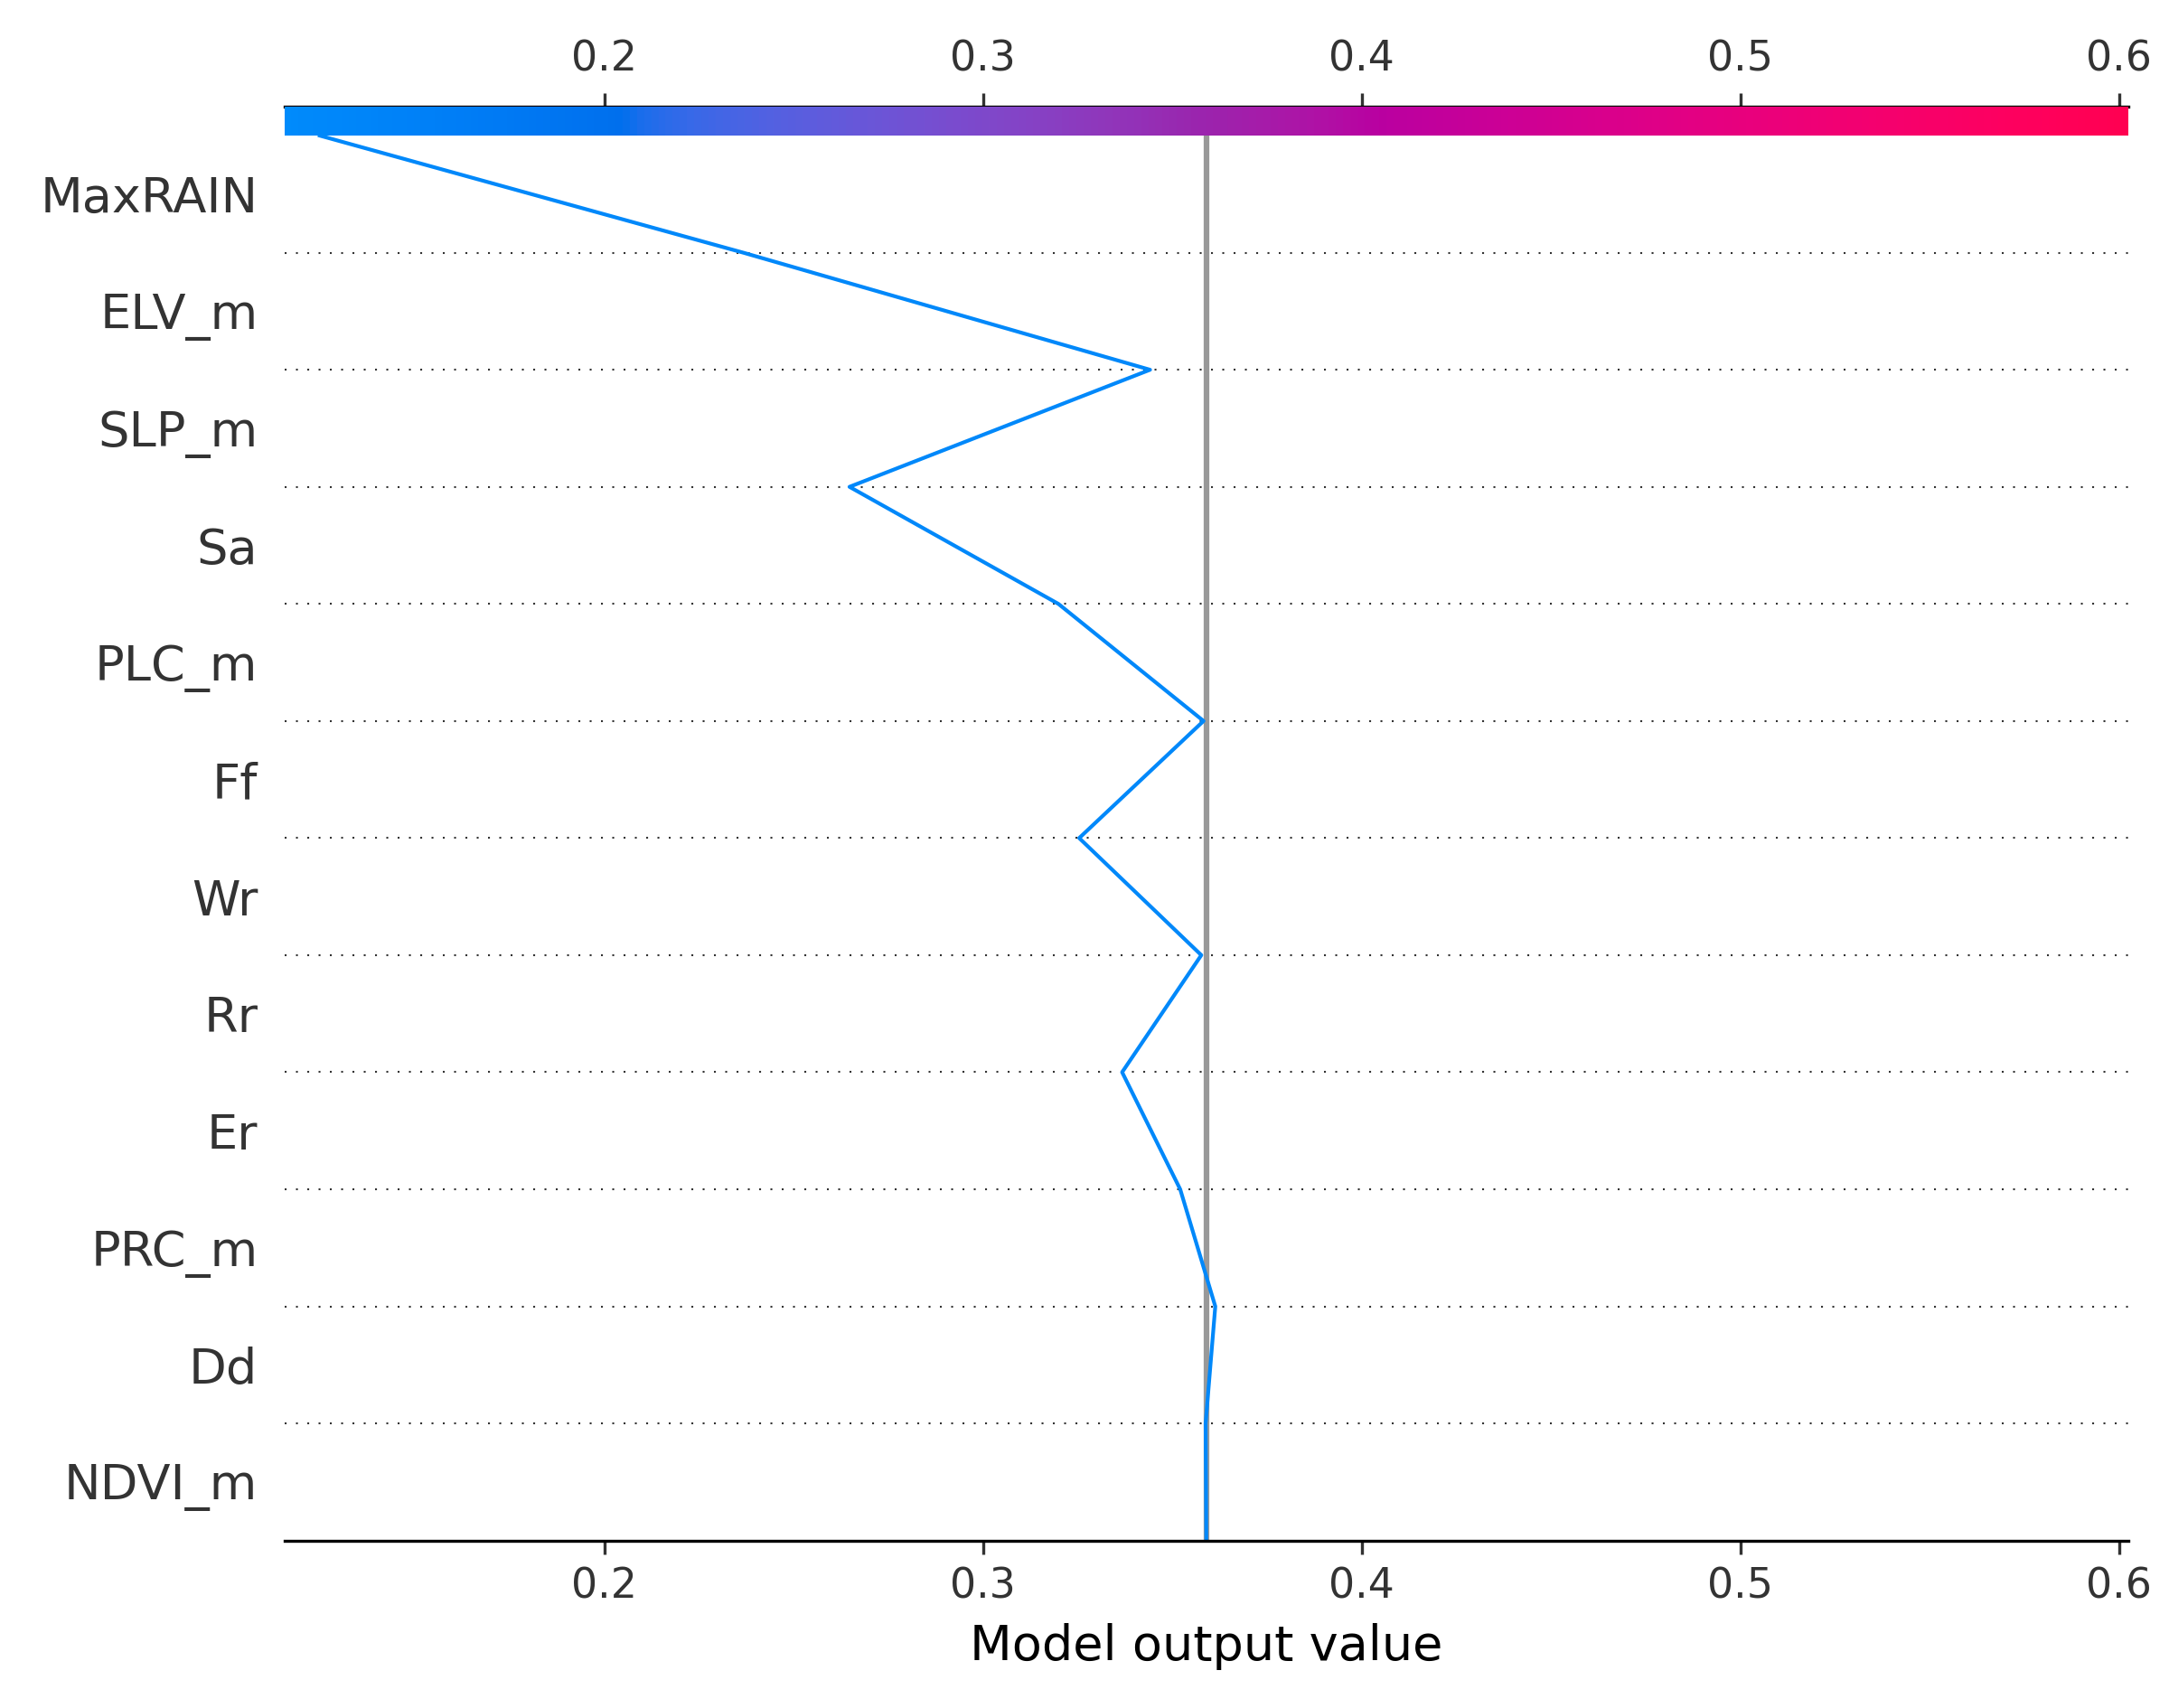 0.2 0.3 0.4 0.5 0.6
MaxRAIN
ELV_m
SLP_m
Sa
PLC_m
Ff
Wr
Rr
Er
PRC_m
Dd
NDVI_m
0.2 0.3 0.4 0.5 0.6
Model output value